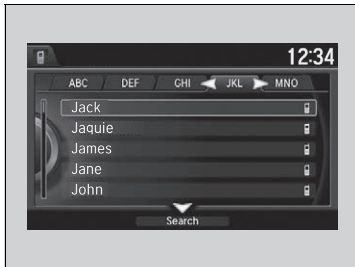 12:34
ABC DEF GHI JKL MNO
Jack
Jaquie
James
Jane
John
Search